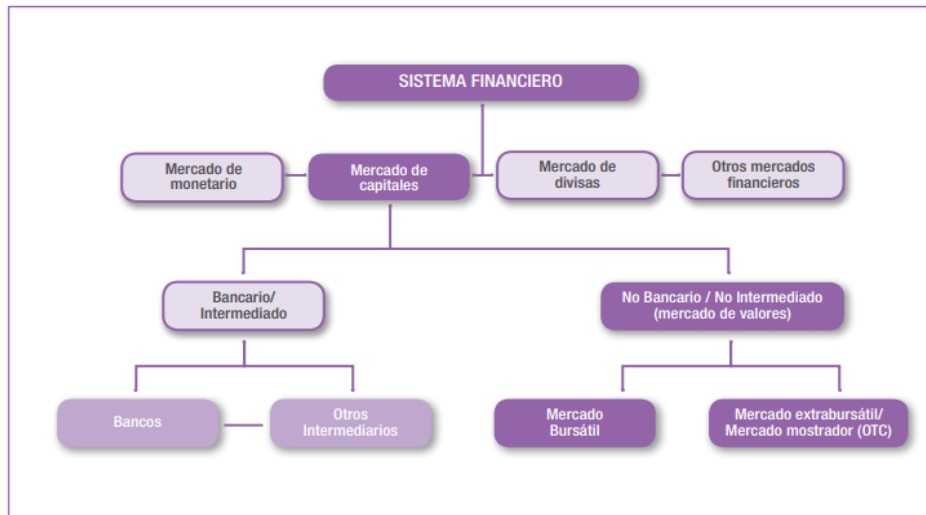 SISTEMA FINANCIERO
Mercado de
monetario
Mercado de
capitales
Mercado de
divisas
Otros mercados
financieros
Bancario/
Intermediado
No Bancario / No Intermediado
(mercado de valores)
Bancos
Otros
Intermediarios
Mercado
Bursátil
Mercado extrabursátil/
Mercado mostrador (OTC)